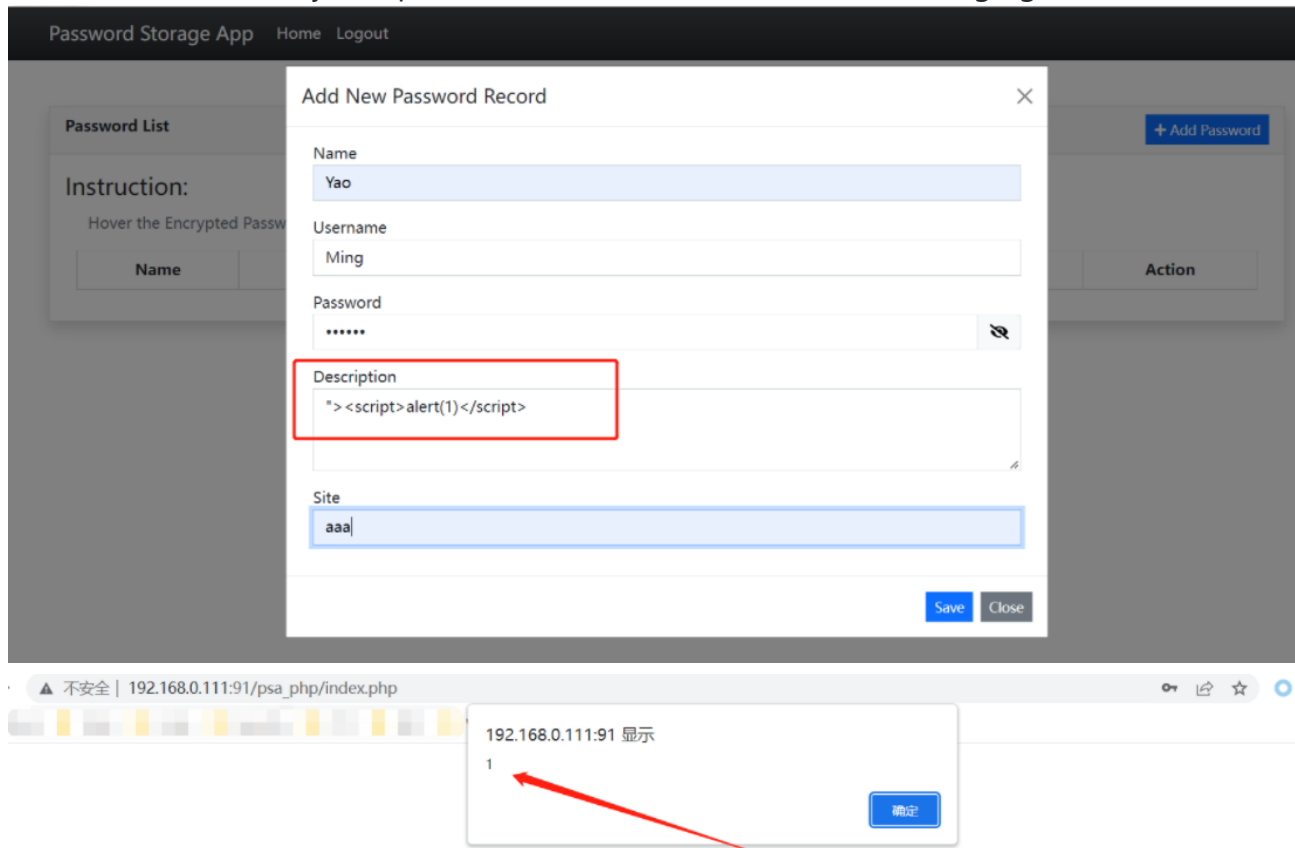 Password Storage App Home Logout
Add New Password Record
Password List
+ Add Password
Name
Yao
Instruction:
Hover the Encrypted Passw
Username
Ming
Name
Action
Password
••••••
Description
"><script>alert(1)</script>
Site
aaa
Save Close
不安全 | 192.168.0.111:91/psa_php/index.php
192.168.0.111:91 显示
1
确定